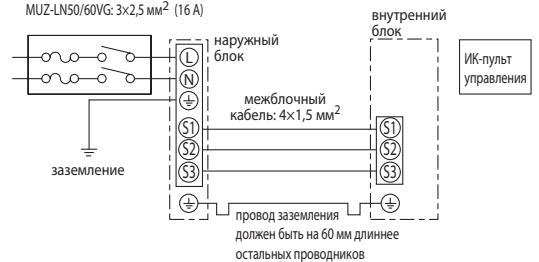 MUZ-LN50/60VG: 3×2,5 мм² (16 А)
наружный
блок
внутренний
блок
ИК-пульт
управления
L
N
межблочный
кабель: 4×1,5 мм²
S1
S1
S2
S2
S3
S3
заземление
провод заземления
должен быть на 60 мм длиннее
остальных проводников